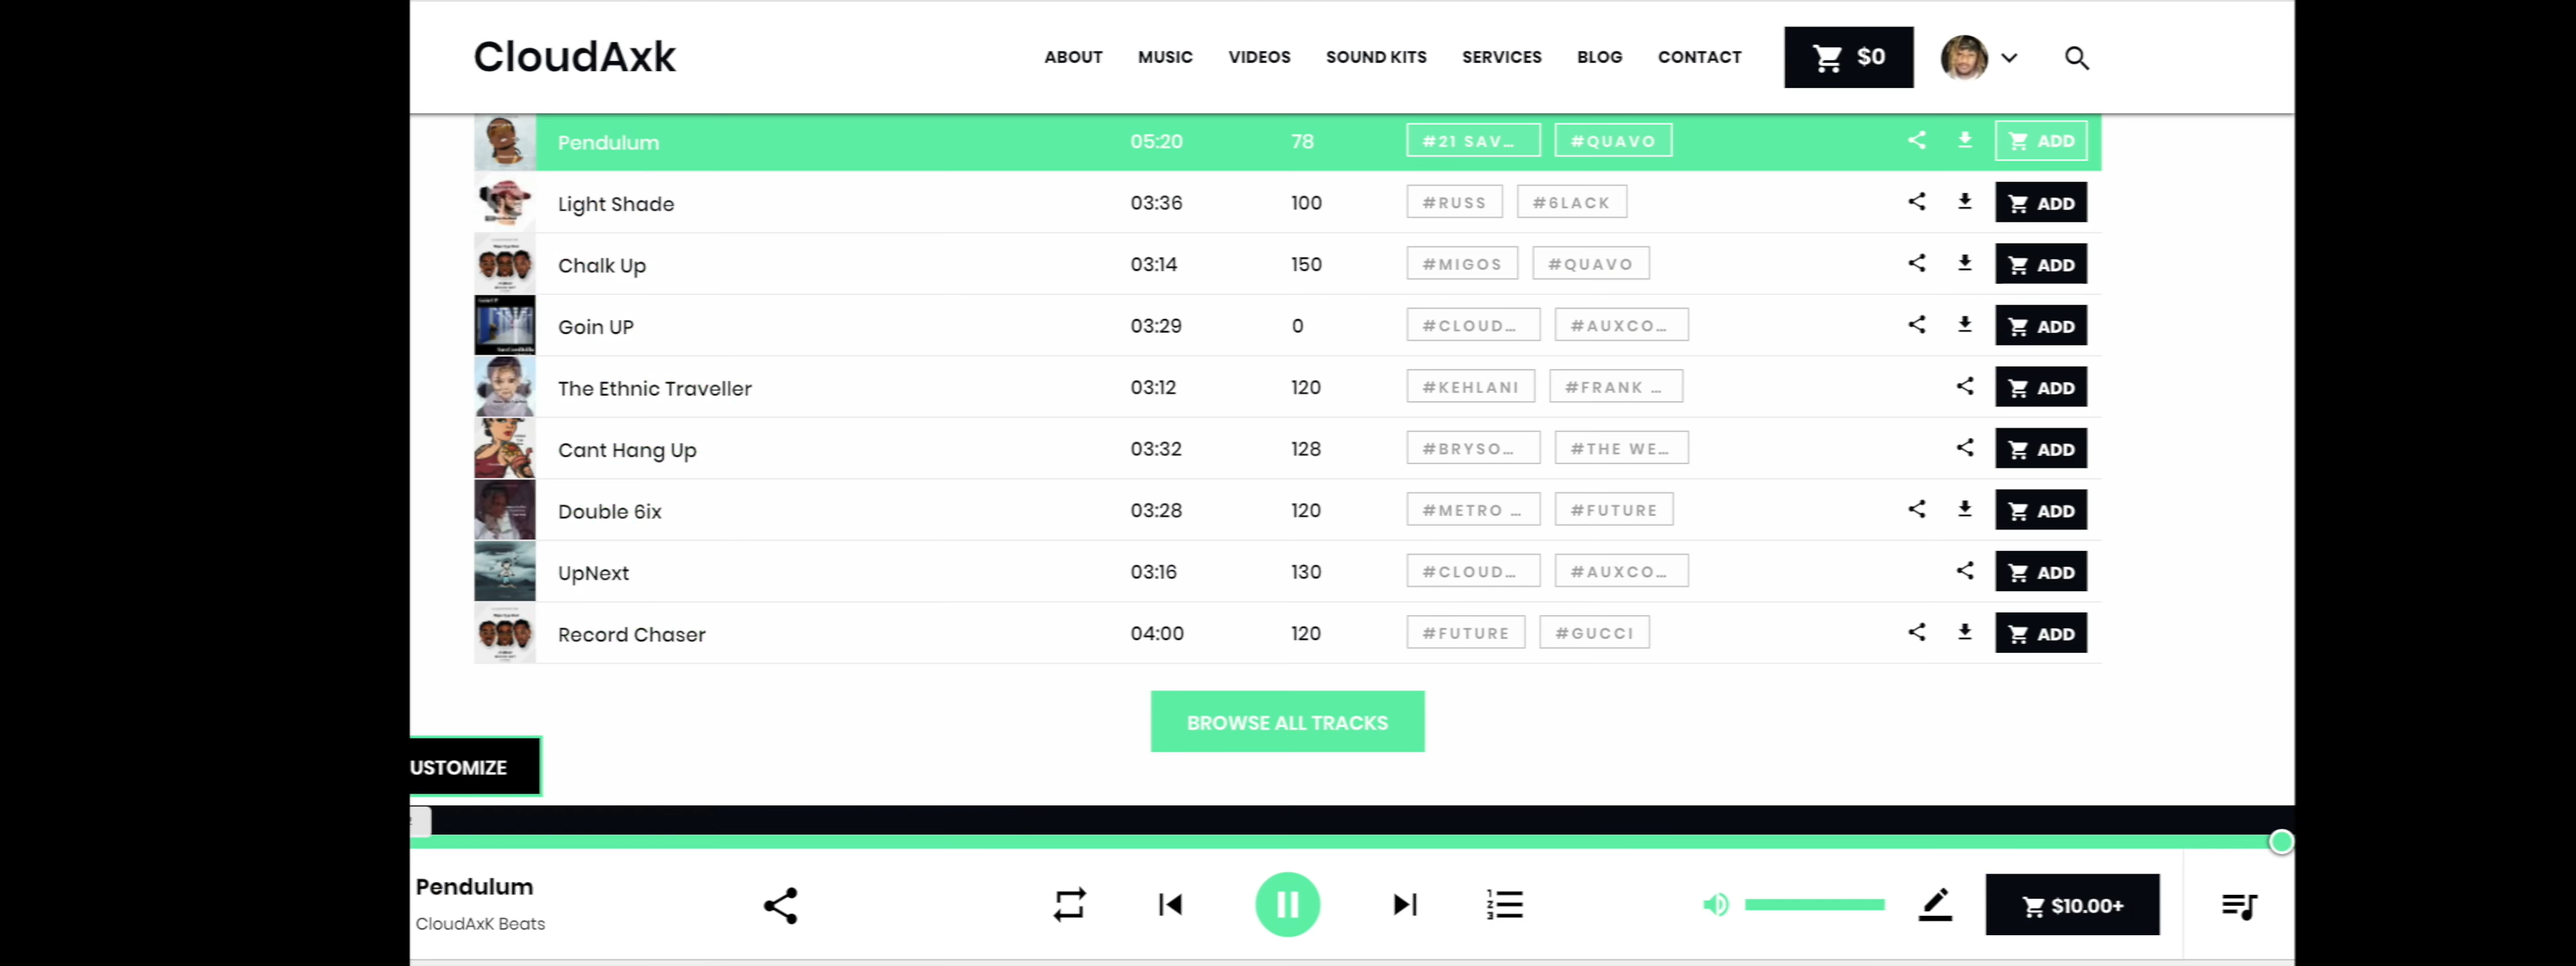 CloudAxk ABOUT MUSIC VIDEOS SOUND KITS SERVICES BLOG CONTACT $0
Pendulum 05:20 78 #21 SAV... #QUAVO ADD
Light Shade 03:36 100 #RUSS #6LACK ADD
Chalk Up 03:14 150 #MIGOS #QUAVO ADD
Goin UP 03:29 0 #CLOUD... #AUXCO... ADD
The Ethnic Traveller 03:12 120 #KEHLANI #FRANK ... ADD
Cant Hang Up 03:32 128 #BRYSO... #THE WE... ADD
Double 6ix 03:28 120 #METRO ... #FUTURE ADD
UpNext 03:16 130 #CLOUD... #AUXCO... ADD
Record Chaser 04:00 120 #FUTURE #GUCCI ADD
BROWSE ALL TRACKS
USTOMIZE
Pendulum
CloudAxK Beats
$10.00+